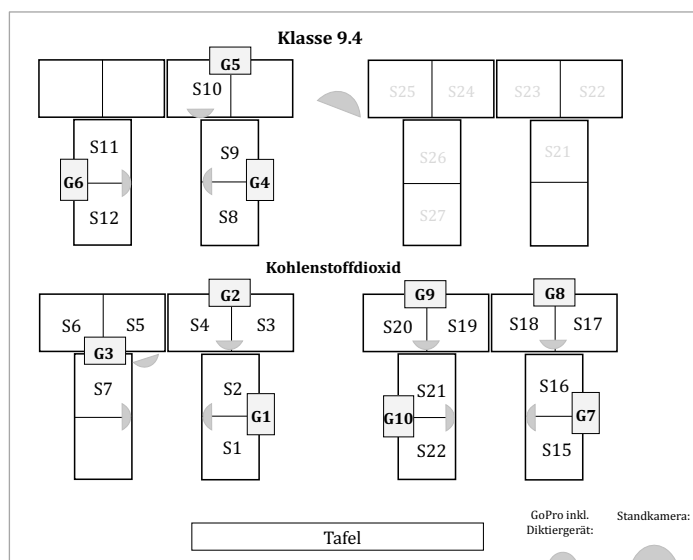 Klasse 9.4
G5
S10
S25 S24 S23 S22
S11
S9
S26
S21
G6
G4
S12
S8
S27
Kohlenstoffdioxid
G2
G9
G8
S6 S5 S4 S3
S20 S19 S18 S17
G3
S7
S2
S21
S16
G1
G10
G7
S1
S22
S15
Tafel
GoPro inkl.
Diktiergerät:
Standkamera: